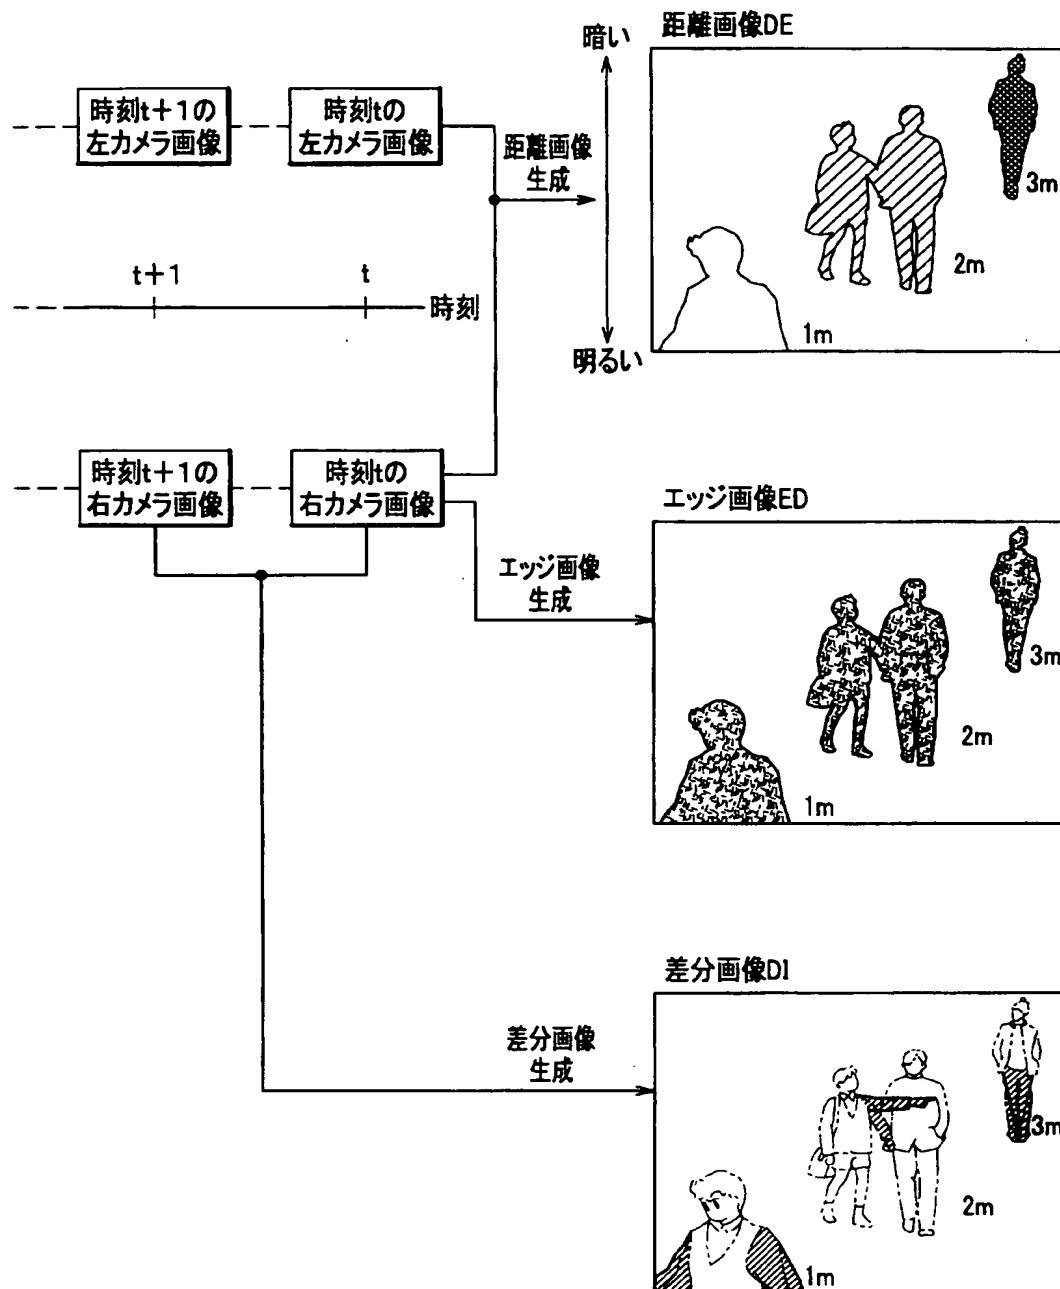 距離画像DE
暗い
時刻t+1の
左カメラ画像
時刻tの
左カメラ画像
距離画像
生成
3m
2m
1m
t+1
t
時刻
明るい
時刻t+1の
右カメラ画像
時刻tの
右カメラ画像
エッジ画像ED
エッジ画像
生成
3m
2m
1m
差分画像DI
差分画像
生成
3m
2m
1m